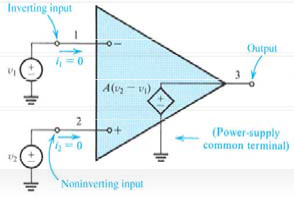 Inverting input
1
i₁ = 0
−
v₁
+
Output
3
A(v₂ − v₁)
+
−
2
i₂ = 0
+
v₂
+
(Power-supply
common terminal)
Noninverting input